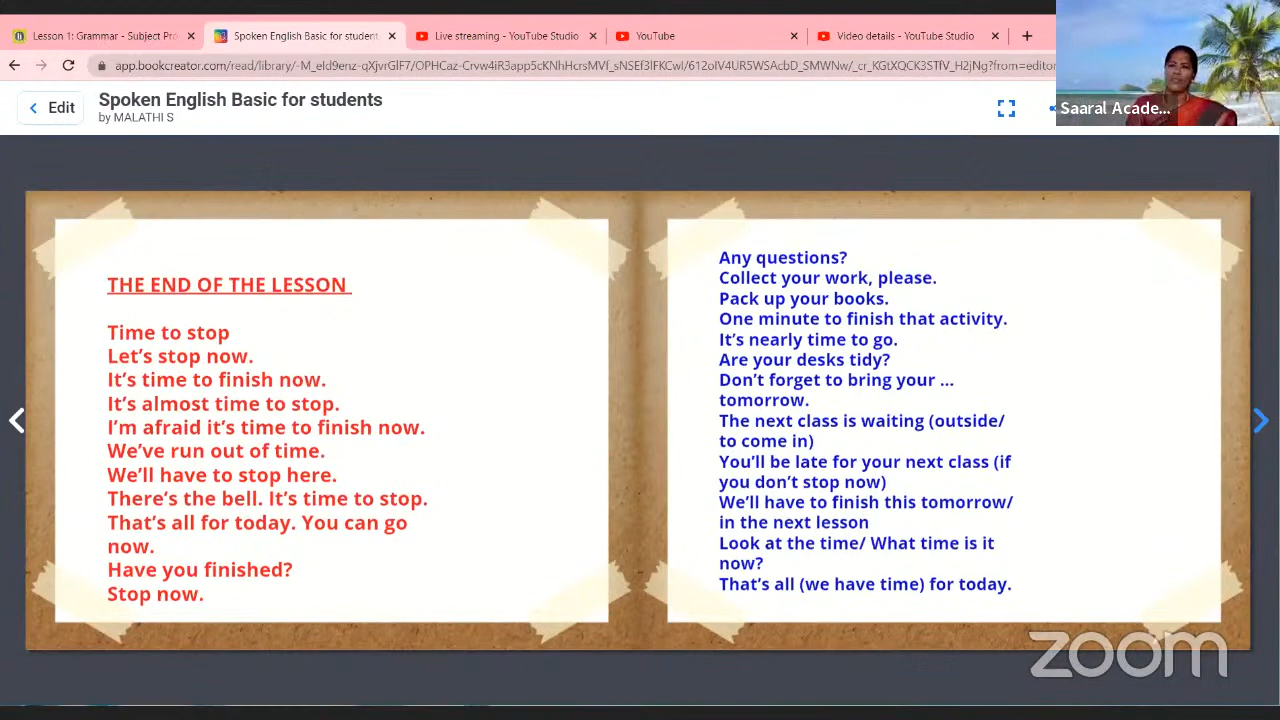 Lesson 1: Grammar - Subject Pro
Spoken English Basic for student
Live streaming - YouTube Studio
YouTube
Video details - YouTube Studio
Edit
Spoken English Basic for students
by MALATHI S
Saaral Acade...
THE END OF THE LESSON
Time to stop
Let's stop now.
It's time to finish now.
It's almost time to stop.
I'm afraid it's time to finish now.
We've run out of time.
We'll have to stop here.
There's the bell. It's time to stop.
That's all for today. You can go
now.
Have you finished?
Stop now.
Any questions?
Collect your work, please.
Pack up your books.
One minute to finish that activity.
It's nearly time to go.
Are your desks tidy?
Don't forget to bring your ...
tomorrow.
The next class is waiting (outside/
to come in)
You'll be late for your next class (if
you don't stop now)
We'll have to finish this tomorrow/
in the next lesson
Look at the time/ What time is it
now?
That's all (we have time) for today.
zoom